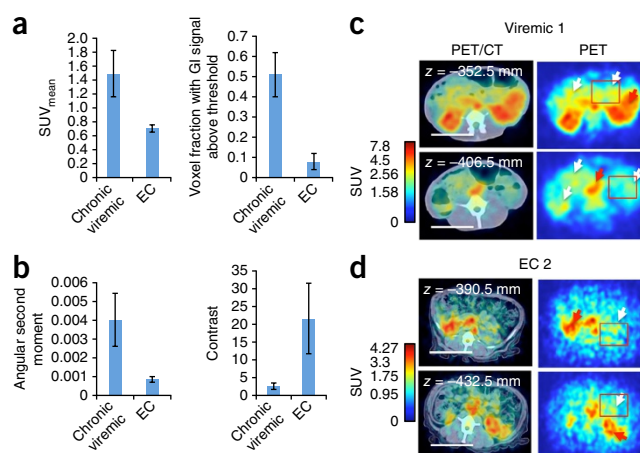 a
SUVmean
2.0
1.8
1.6
1.4
1.2
1.0
0.8
0.6
0.4
0.2
0
Chronic
viremic
EC
Voxel fraction with GI signal
above threshold
0.7
0.6
0.5
0.4
0.3
0.2
0.1
0
Chronic
viremic
EC
b
Angular second
moment
0.006
0.005
0.004
0.003
0.002
0.001
0
Chronic
viremic
EC
Contrast
35
30
25
20
15
10
5
0
Chronic
viremic
EC
c
Viremic 1
PET/CT
PET
z = –352.5 mm
z = –406.5 mm
SUV
7.8
4.5
2.56
1.58
0
d
EC 2
z = –390.5 mm
z = –432.5 mm
SUV
4.27
3.3
1.75
0.95
0